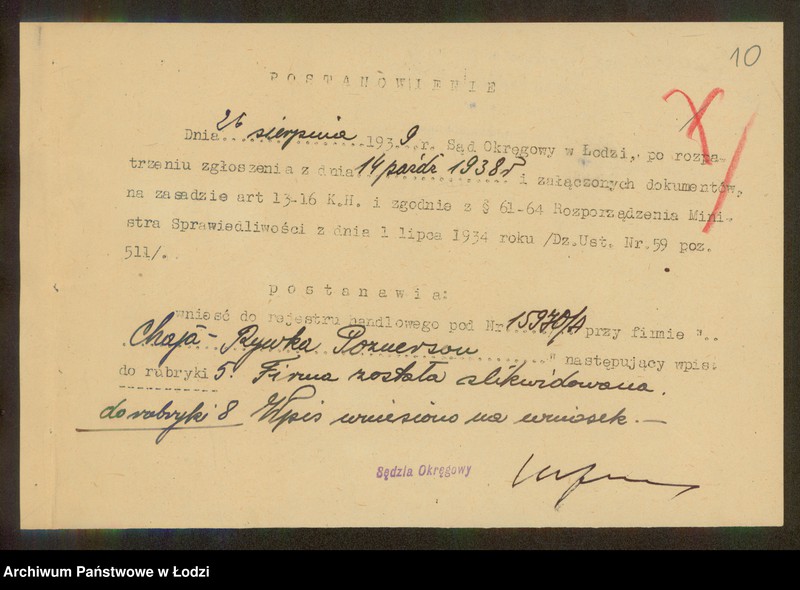 10
POSTANOWIENIE
Dnia 26 sierpnia 1939 r. Sąd Okręgowy w Łodzi, po rozpa-
trzeniu zgłoszenia z dnia 14 paźdz 1938 r i załączonych dokumentów,
na zasadzie art 13-16 K.H. i zgodnie z § 61-64 Rozporządzenia Mini-
stra Sprawiedliwości z dnia 1 lipca 1934 roku /Dz.Ust. Nr.59 poz.
511/.
postanawia:
wnieść do rejestru handlowego pod Nr 15970/A przy firmie "..
Chaja - Rywka Poznerson " następujący wpis:
do rubryki 5. Firma została zlikwidowana.
do rubryki 8 Wpis wniesiono na wniosek. —
Sędzia Okręgowy
Archiwum Państwowe w Łodzi